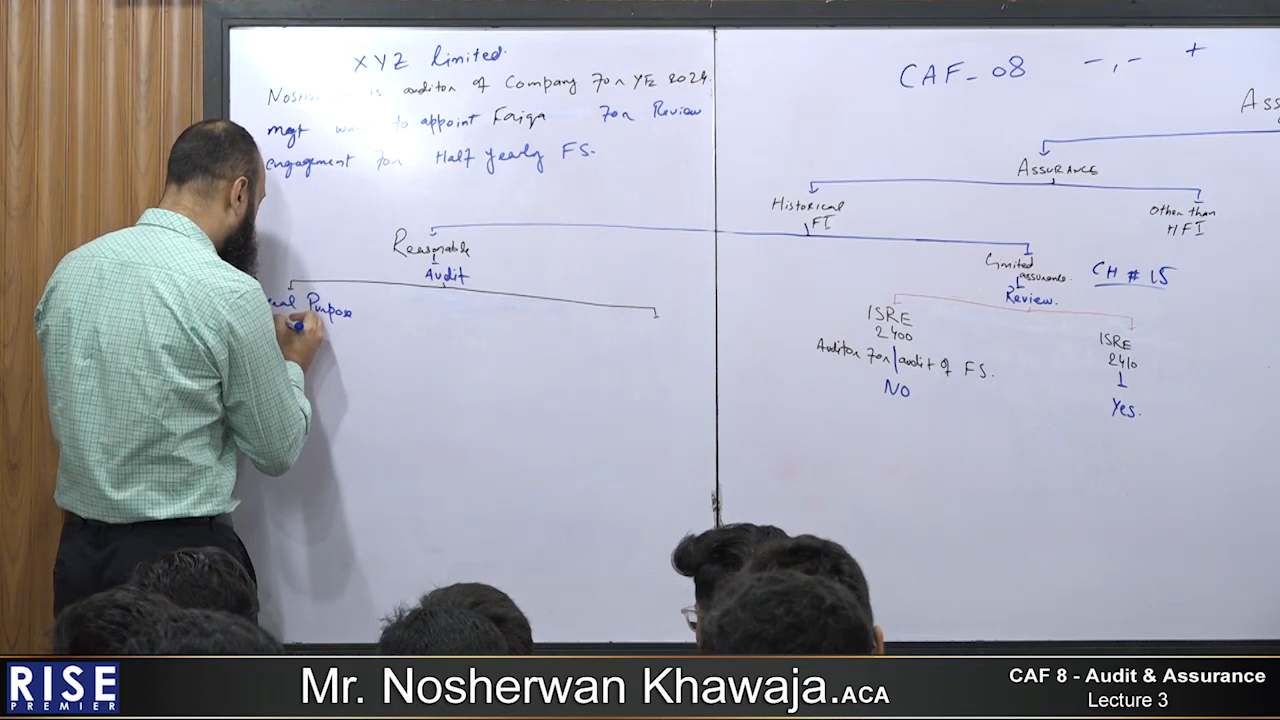 XYZ limited.
is auditor of Company For YE 2024.
mgt to appoint Faiqa For Review
engagement For Half yearly FS.
Reasonable
Audit
Purpose
CAF-08 -,- +
Ass
ASSURANCE
Historical
FI
Other than
HFI
limited
assurance.
Review.
CH # 15
ISRE
2400
Auditor For audit of FS.
NO
ISRE
2410
Yes.
RISE
PREMIER
Mr. Nosherwan Khawaja.ACA
CAF 8 - Audit & Assurance
Lecture 3